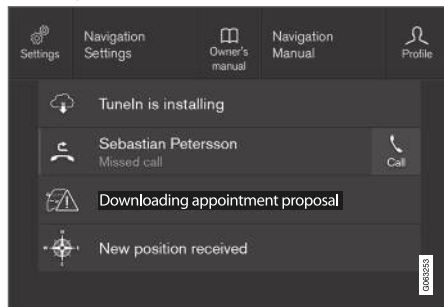 Settings
Navigation
Settings
Owner's
manual
Navigation
Manual
Profile
TuneIn is installing
Sebastian Petersson
Missed call
Call
Downloading appointment proposal
New position received
G063253